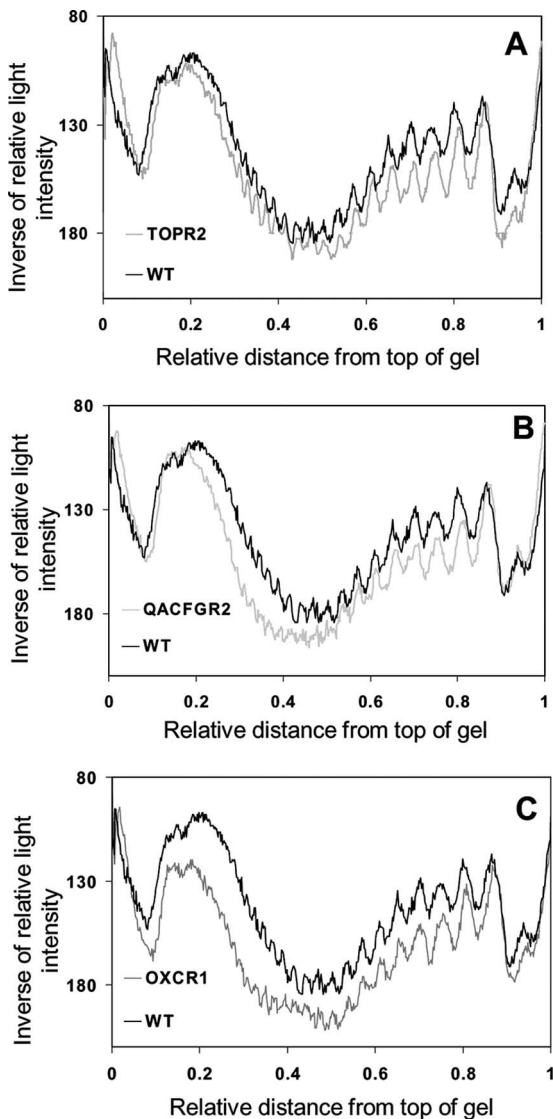 A
80
130
180
Inverse of relative light
intensity
TOPR2
WT
0 0.2 0.4 0.6 0.8 1
Relative distance from top of gel
B
80
130
180
Inverse of relative light
intensity
QACFGR2
WT
0 0.2 0.4 0.6 0.8 1
Relative distance from top of gel
C
80
130
180
Inverse of relative light
intensity
OXCR1
WT
0 0.2 0.4 0.6 0.8 1
Relative distance from top of gel